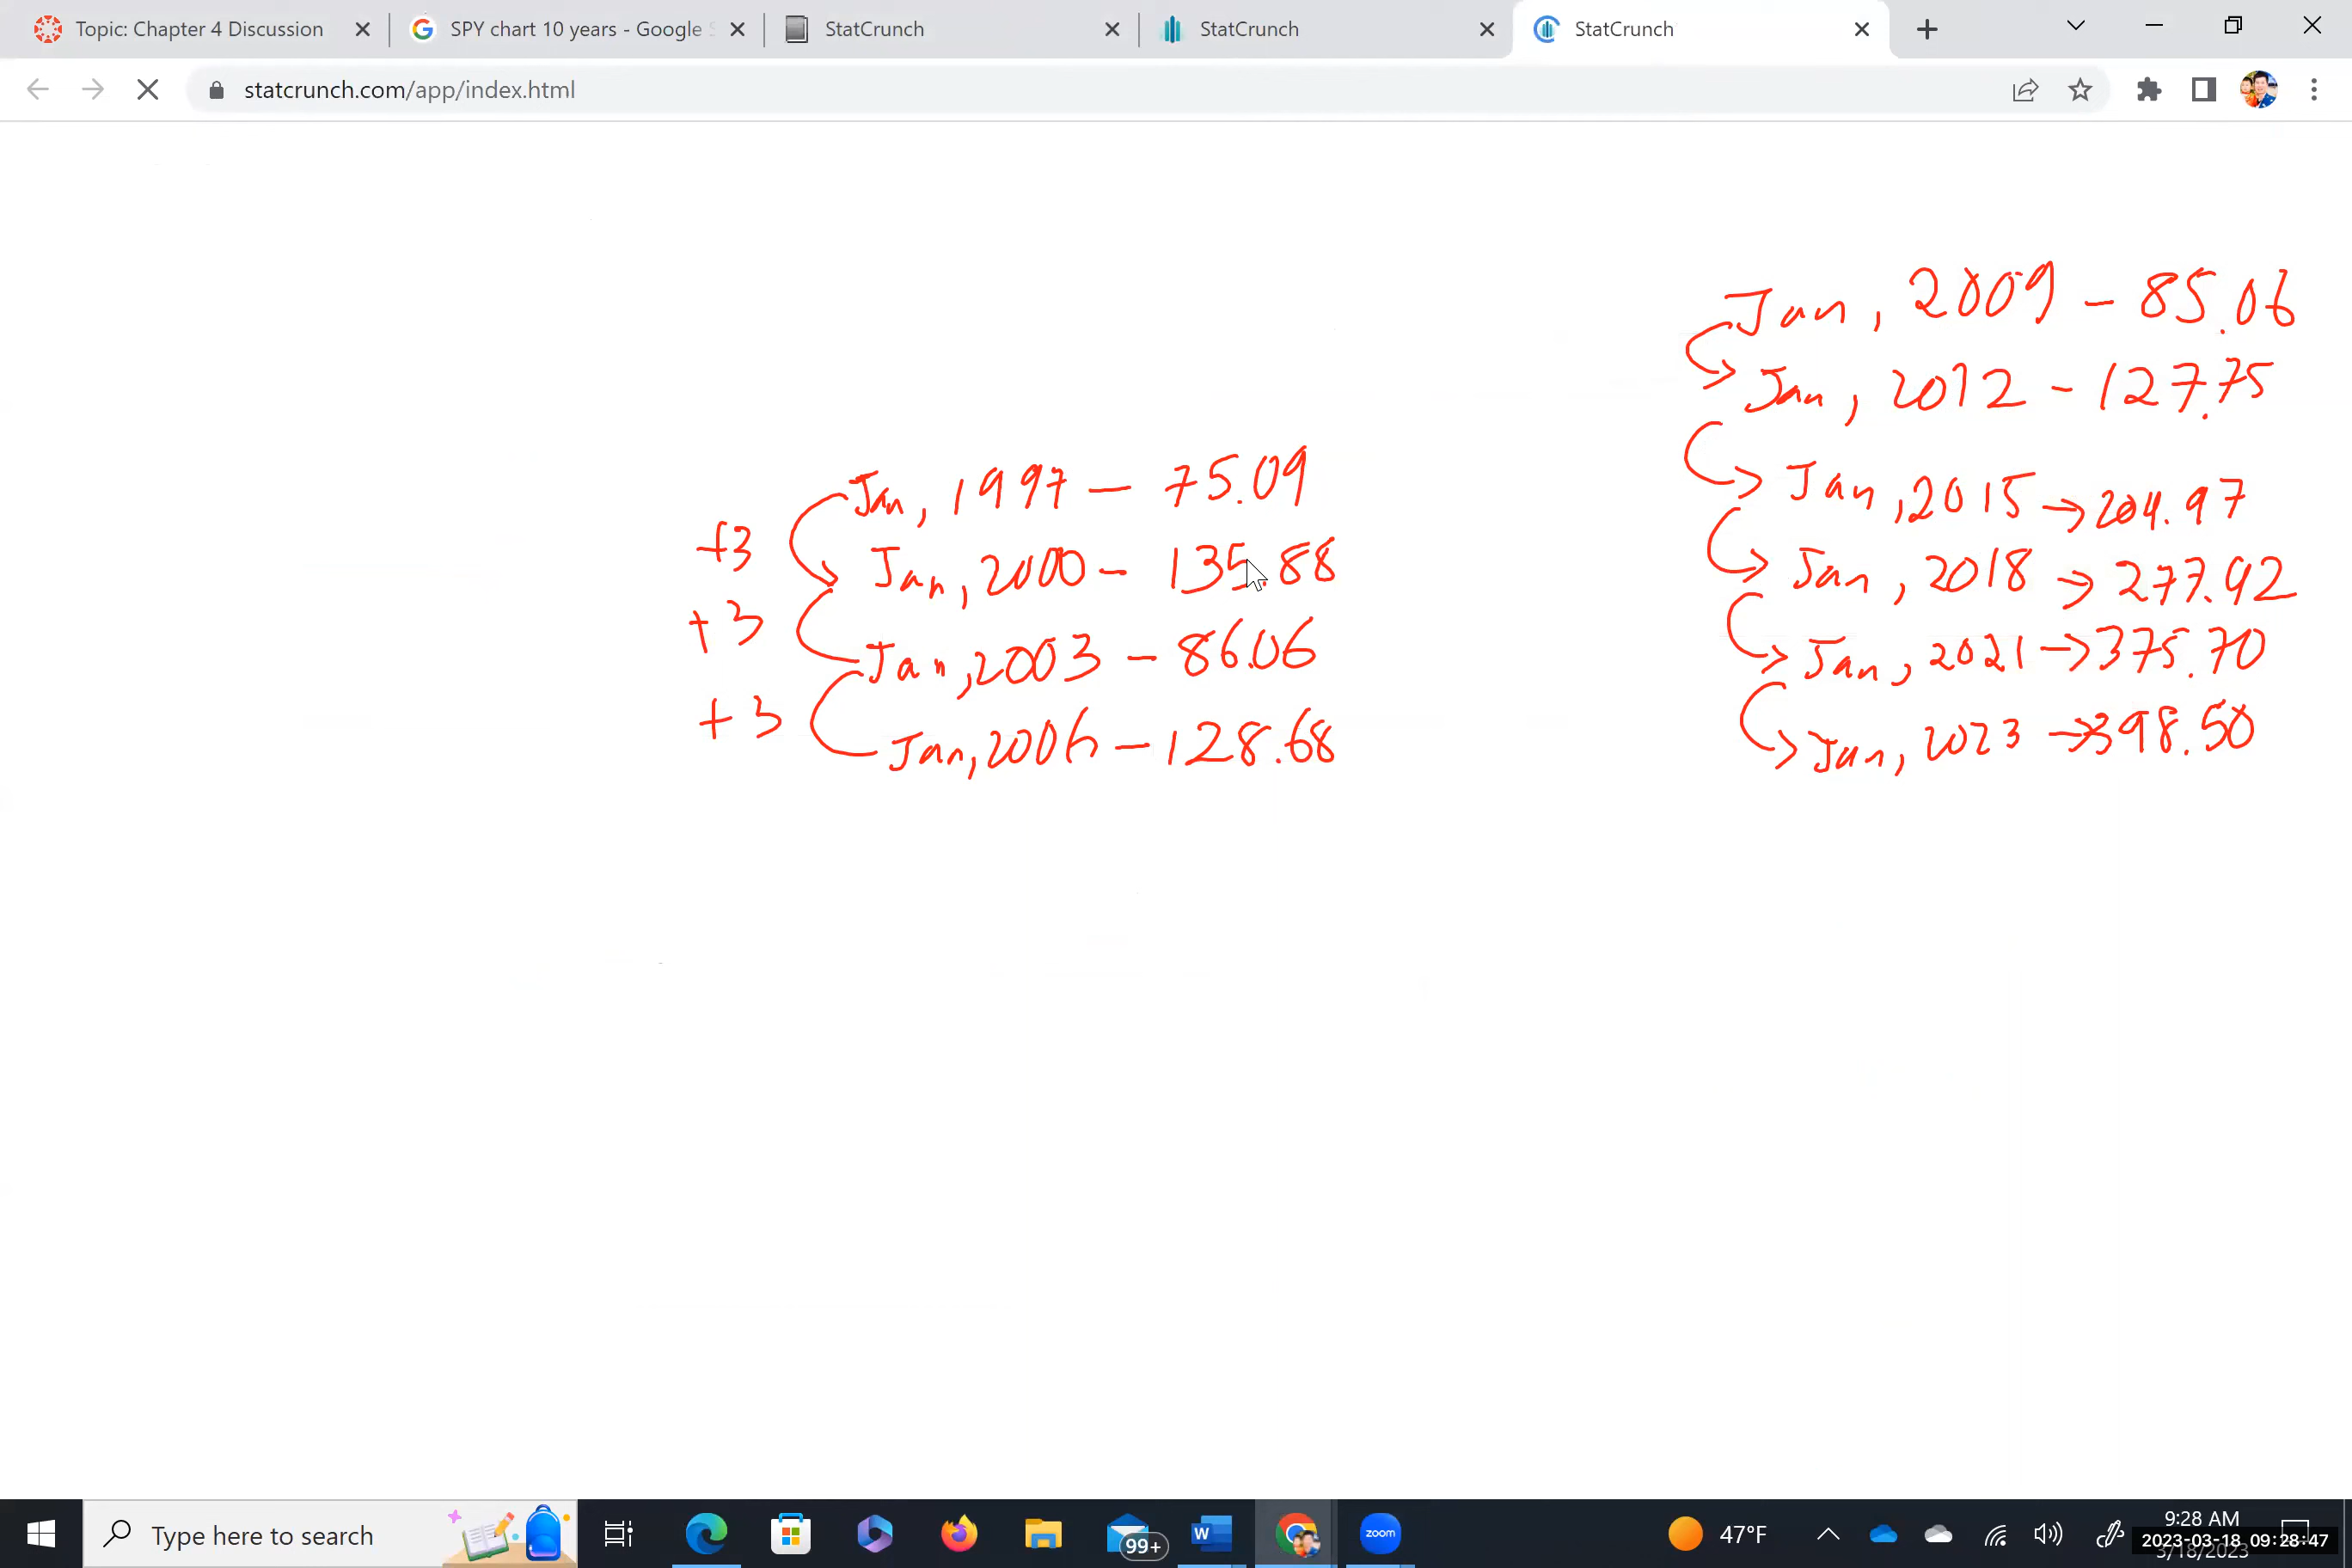 Topic: Chapter 4 Discussion
SPY chart 10 years - Google
StatCrunch
StatCrunch
StatCrunch
statcrunch.com/app/index.html
Jan, 1997 – 75.09
+3
Jan, 2000 – 135.88
+3
Jan, 2003 – 86.06
+3
Jan, 2006 – 128.68
Jan, 2009 – 85.06
Jan, 2012 – 127.75
Jan, 2015 → 204.97
Jan, 2018 → 277.92
Jan, 2021 → 375.70
Jan, 2023 → 398.50
Type here to search
99+
W
zoom
47°F
9:28 AM
3/18/2023
2023-03-18 09:28:47